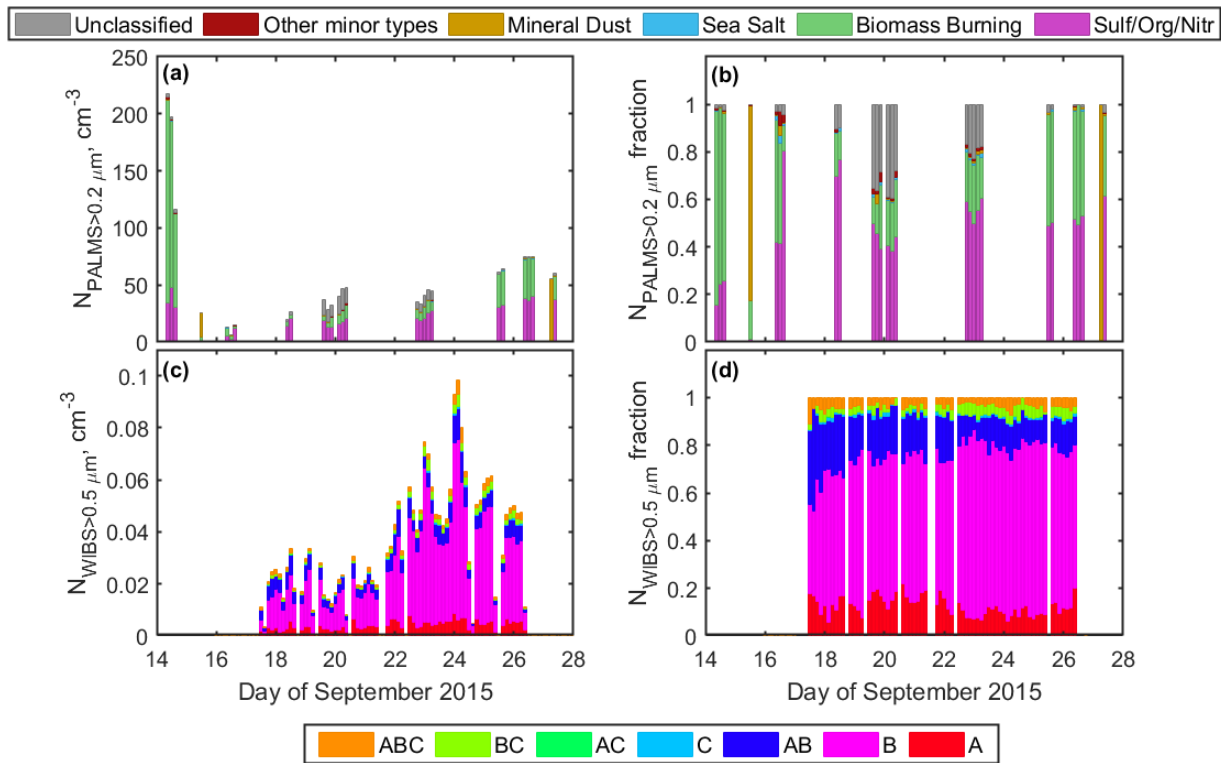 Unclassified Other minor types Mineral Dust Sea Salt Biomass Burning Sulf/Org/Nitr
(a)
250
200
150
100
50
0
N_PALMS>0.2 μm, cm^-3
(b)
1
0.8
0.6
0.4
0.2
0
N_PALMS>0.2 μm fraction
(c)
0.1
0.08
0.06
0.04
0.02
0
N_WIBS>0.5 μm, cm^-3
14 16 18 20 22 24 26 28
Day of September 2015
(d)
1
0.8
0.6
0.4
0.2
0
N_WIBS>0.5 μm fraction
14 16 18 20 22 24 26 28
Day of September 2015
ABC BC AC C AB B A